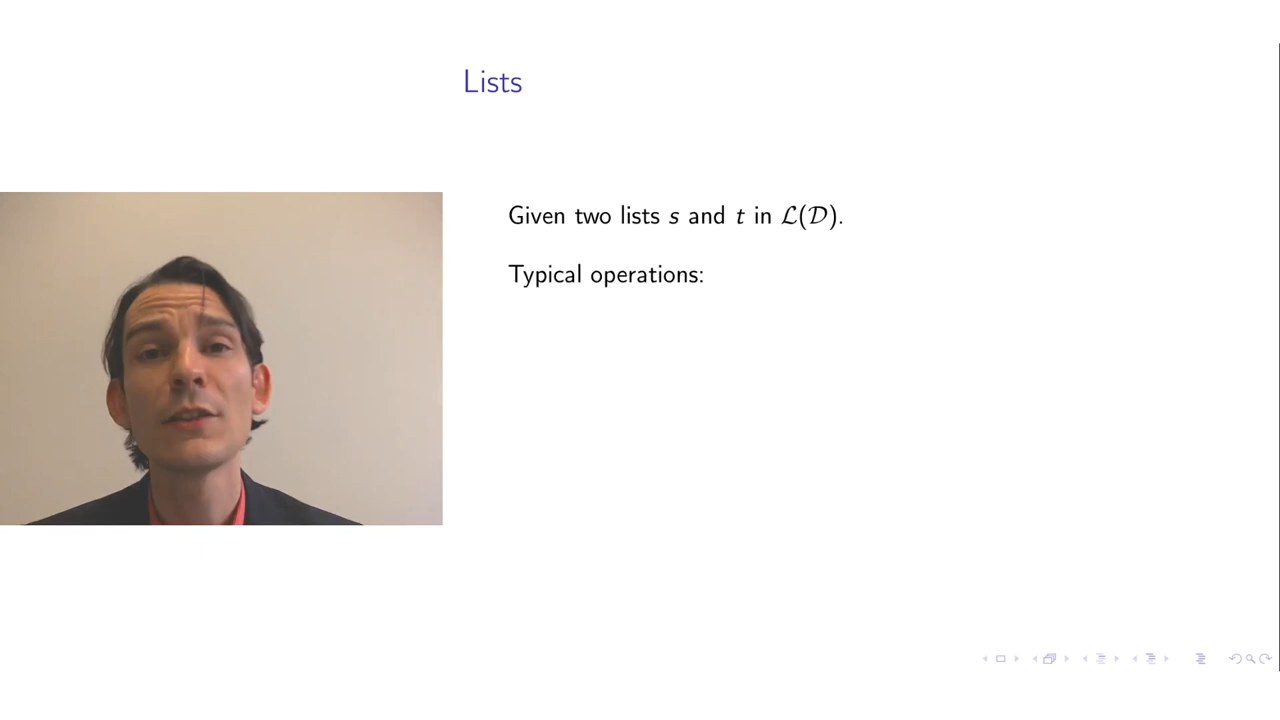 Lists
Given two lists s and t in ℒ(𝒟).
Typical operations: